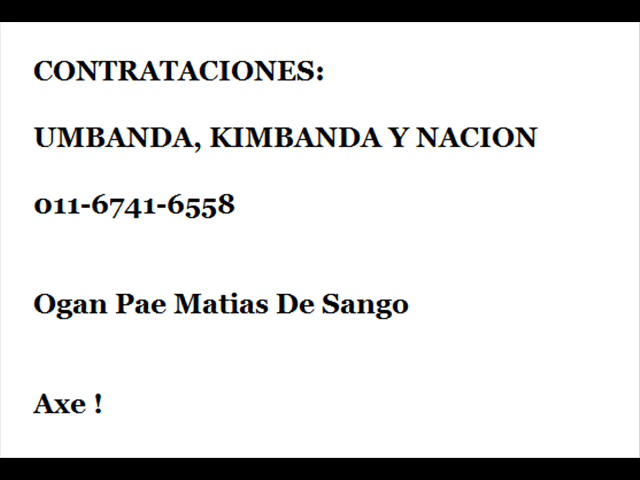 CONTRATACIONES:
UMBANDA, KIMBANDA Y NACION
011-6741-6558
Ogan Pae Matias De Sango
Axe !